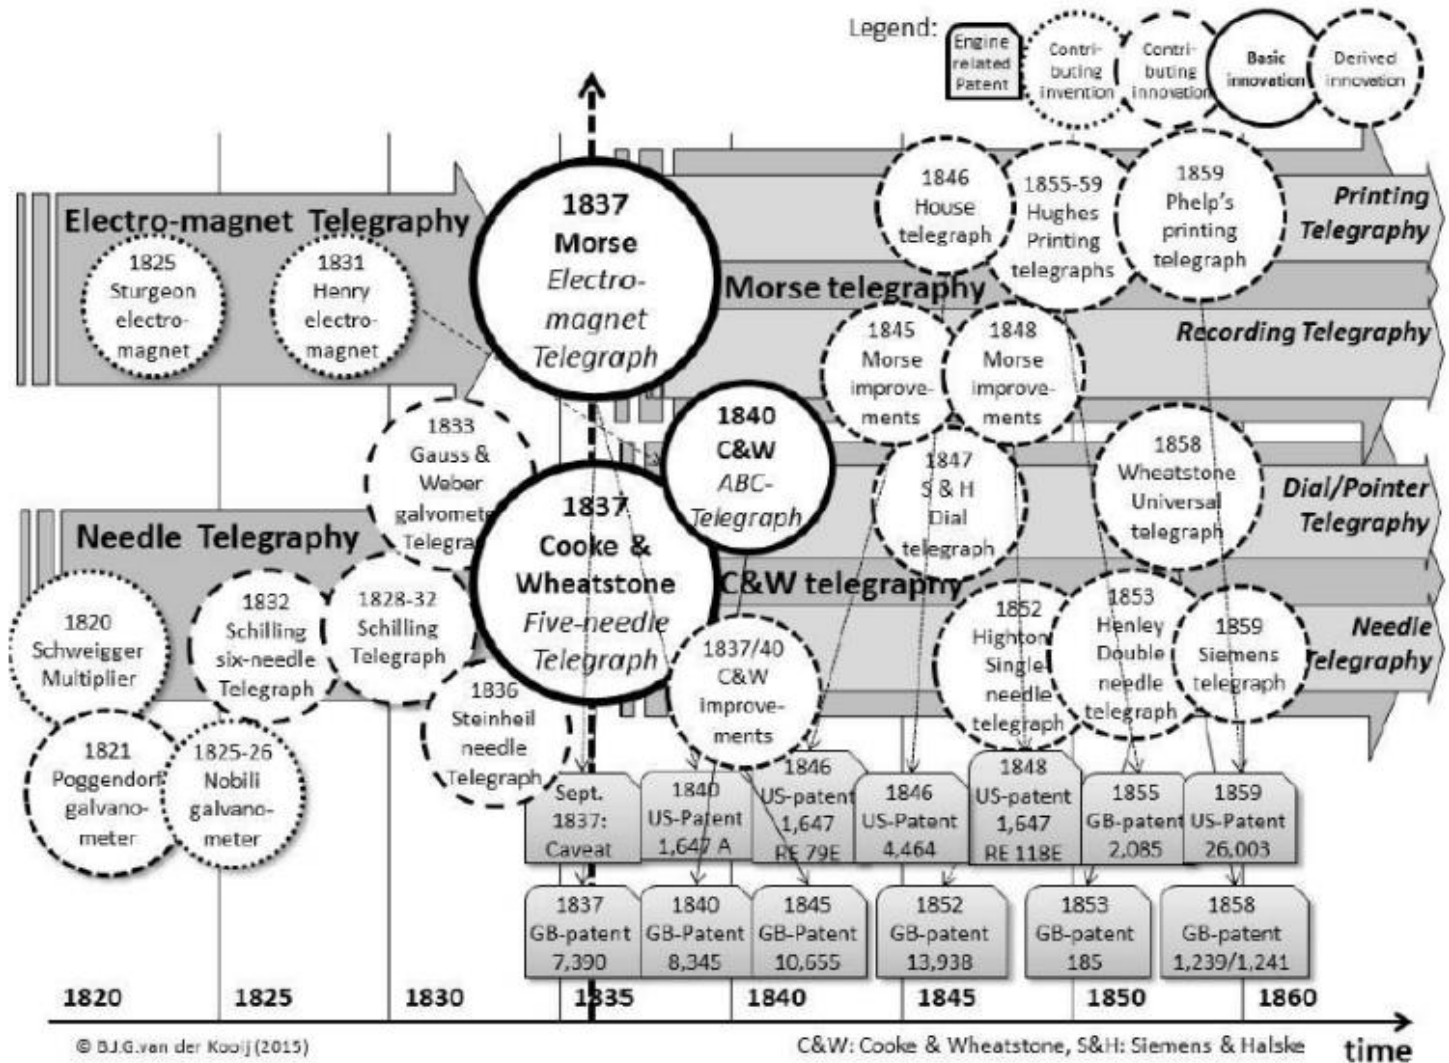 Legend:
Engine
related
Patent
Contri-
buting
invention
Contri-
buting
innovation
Basic
innovation
Derived
innovation
Electro-magnet Telegraphy
1825
Sturgeon
electro-
magnet
1831
Henry
electro-
magnet
1837
Morse
Electro-
magnet
Telegraph
1846
House
telegraph
1855-59
Hughes
Printing
telegraphs
1859
Phelp's
printing
telegraph
Printing
Telegraphy
Morse telegraphy
1845
Morse
improve-
ments
1848
Morse
improve-
ments
Recording Telegraphy
1833
Gauss &
Weber
galvomete
Telegra
1840
C&W
ABC-
Telegraph
1847
S & H
Dial
telegraph
1858
Wheatstone
Universal
telegraph
Dial/Pointer
Telegraphy
Needle Telegraphy
1837
Cooke &
Wheatstone
Five-needle
Telegraph
C&W telegraphy
1820
Schweigger
Multiplier
1832
Schilling
six-needle
Telegraph
1828-32
Schilling
Telegraph
1836
Steinheil
needle
Telegraph
1837/40
C&W
improve-
ments
1852
Highton
Single
needle
telegraph
1853
Henley
Double
needle
telegraph
1859
Siemens
telegraph
Needle
Telegraphy
1821
Poggendorf
galvano-
meter
1825-26
Nobili
galvano-
meter
Sept.
1837:
Caveat
1840
US-Patent
1,647 A
1846
US-patent
1,647
RE 79E
1846
US-Patent
4,464
1848
US-patent
1,647
RE 118E
1855
GB-patent
2,085
1859
US-Patent
26,003
1837
GB-patent
7,390
1840
GB-Patent
8,345
1845
GB-Patent
10,655
1852
GB-patent
13,938
1853
GB-patent
185
1858
GB-patent
1,239/1,241
1820 1825 1830 1835 1840 1845 1850 1860
time
© B.J.G.van der Kooij (2015)
C&W: Cooke & Wheatstone, S&H: Siemens & Halske